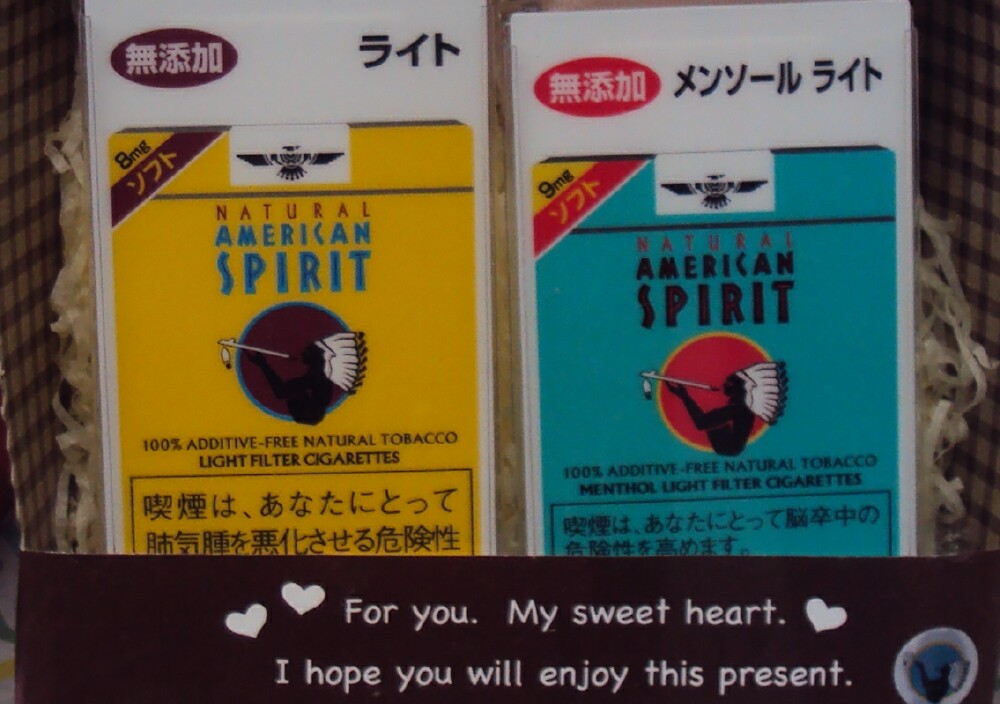 無添加 ライト
8mg
ソフト
NATURAL
AMERICAN
SPIRIT
100% ADDITIVE-FREE NATURAL TOBACCO
LIGHT FILTER CIGARETTES
喫煙は、あなたにとって
肺気腫を悪化させる危険性
無添加 メンソール ライト
9mg
ソフト
NATURAL
AMERICAN
SPIRIT
100% ADDITIVE-FREE NATURAL TOBACCO
MENTHOL LIGHT FILTER CIGARETTES
喫煙は、あなたにとって脳卒中の
危険性を高めます。
For you. My sweet heart.
I hope you will enjoy this present.